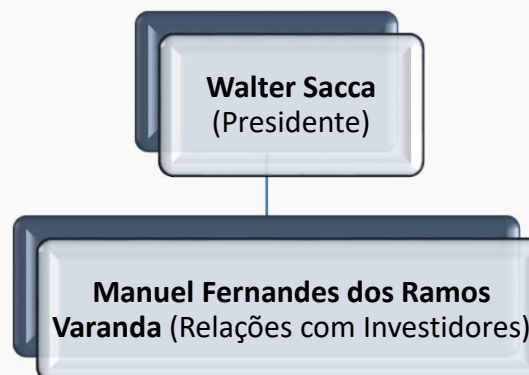 Walter Sacca
(Presidente)
Manuel Fernandes dos Ramos
Varanda (Relações com Investidores)